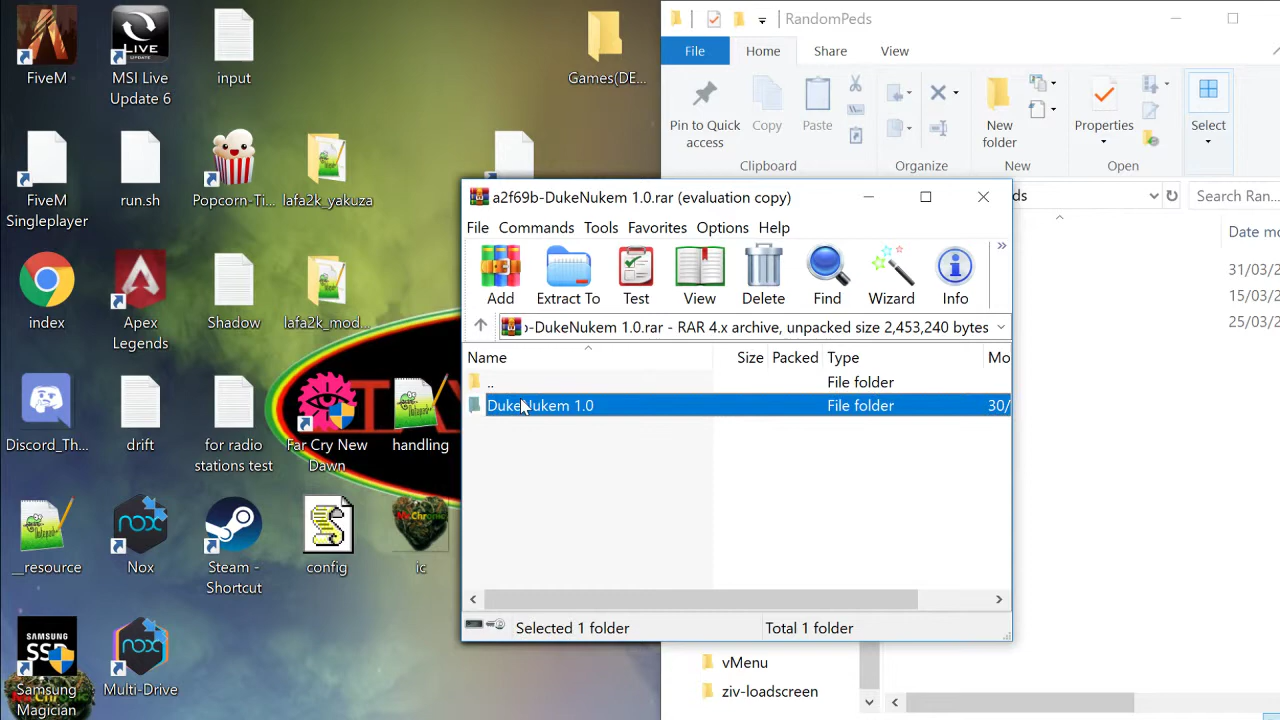 FiveM
MSI Live
Update 6
input
Games(DE...
FiveM
Singleplayer
run.sh
Popcorn-Ti...
lafa2k_yakuza
index
Apex
Legends
Shadow
lafa2k_mod...
Discord_Th...
drift
for radio
stations test
Far Cry New
Dawn
handling
__resource
Nox
Steam -
Shortcut
config
ic
Samsung
Magician
Multi-Drive
RandomPeds
File
Home
Share
View
Pin to Quick
access
Copy
Paste
New
folder
Properties
Select
Clipboard
Organize
New
Open
ds
Search Ran
Date mo
31/03/2
15/03/2
25/03/2
vMenu
ziv-loadscreen
a2f69b-DukeNukem 1.0.rar (evaluation copy)
File Commands Tools Favorites Options Help
Add
Extract To
Test
View
Delete
Find
Wizard
Info
-DukeNukem 1.0.rar - RAR 4.x archive, unpacked size 2,453,240 bytes
Name Size Packed Type Mo
.. File folder
DukeNukem 1.0 File folder 30/
Selected 1 folder
Total 1 folder